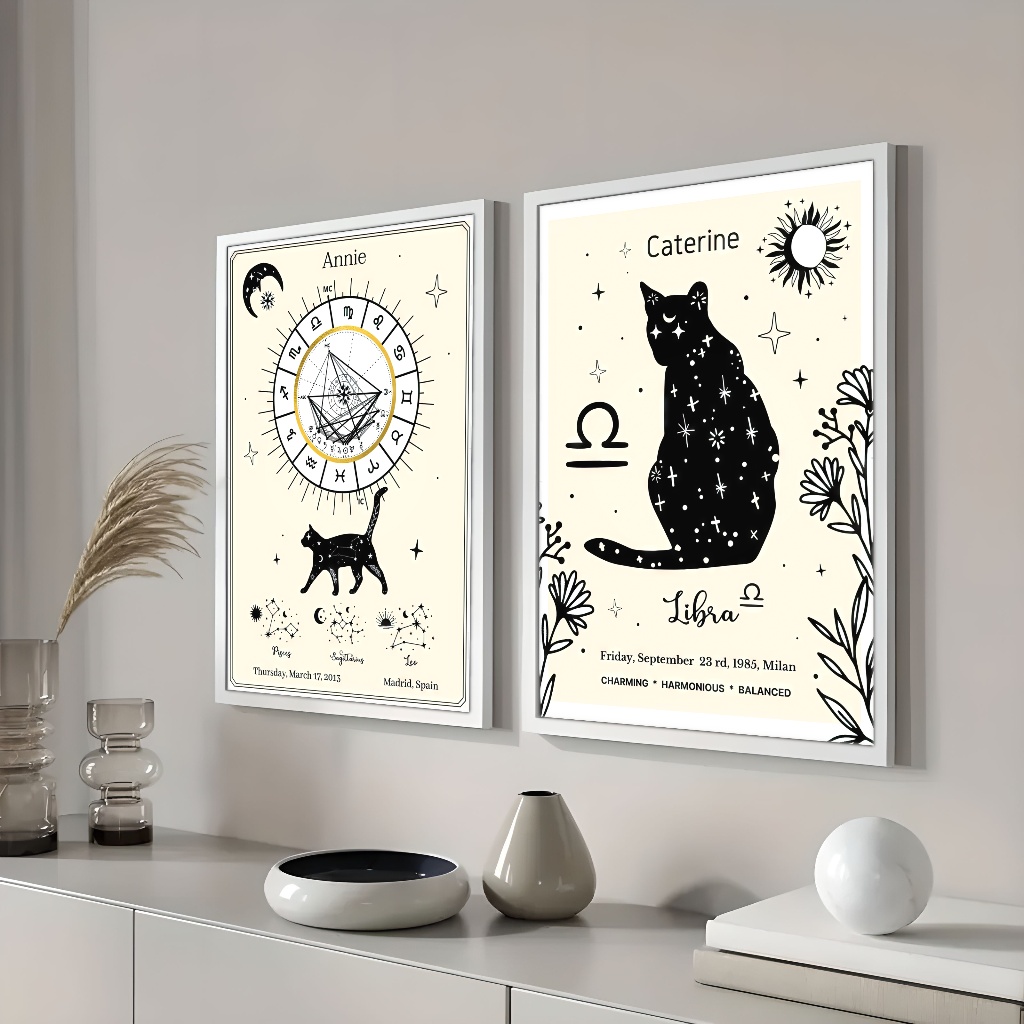 Annie
MC
Pisces
Sagittarius
Leo
Thursday, March 17, 2013
Madrid, Spain
Caterine
Libra
Friday, September 23 rd, 1985, Milan
CHARMING * HARMONIOUS * BALANCED